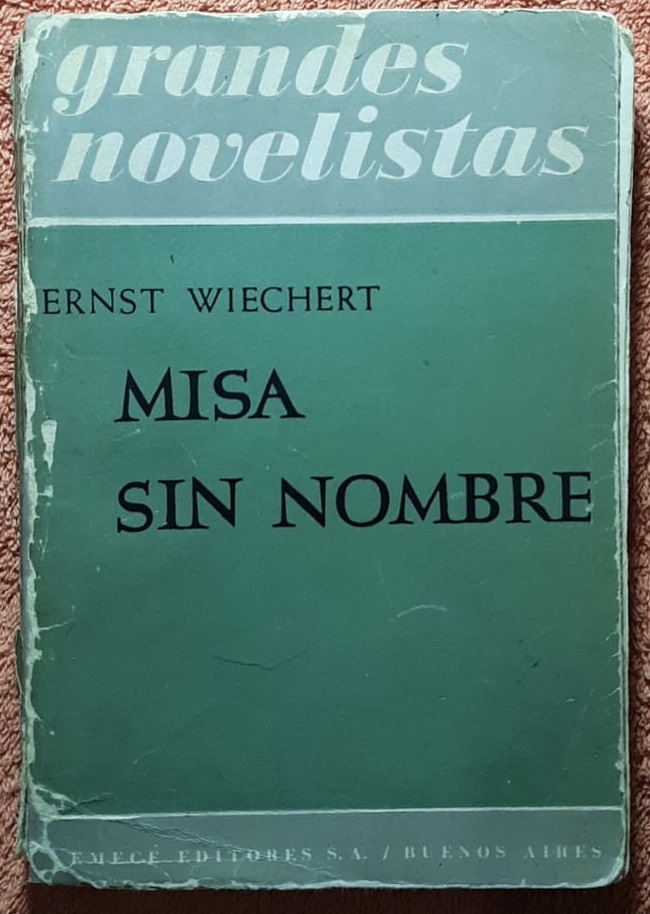 grandes
novelistas
ERNST WIECHERT
MISA
SIN NOMBRE
EMECÉ EDITORES S.A. / BUENOS AIRES